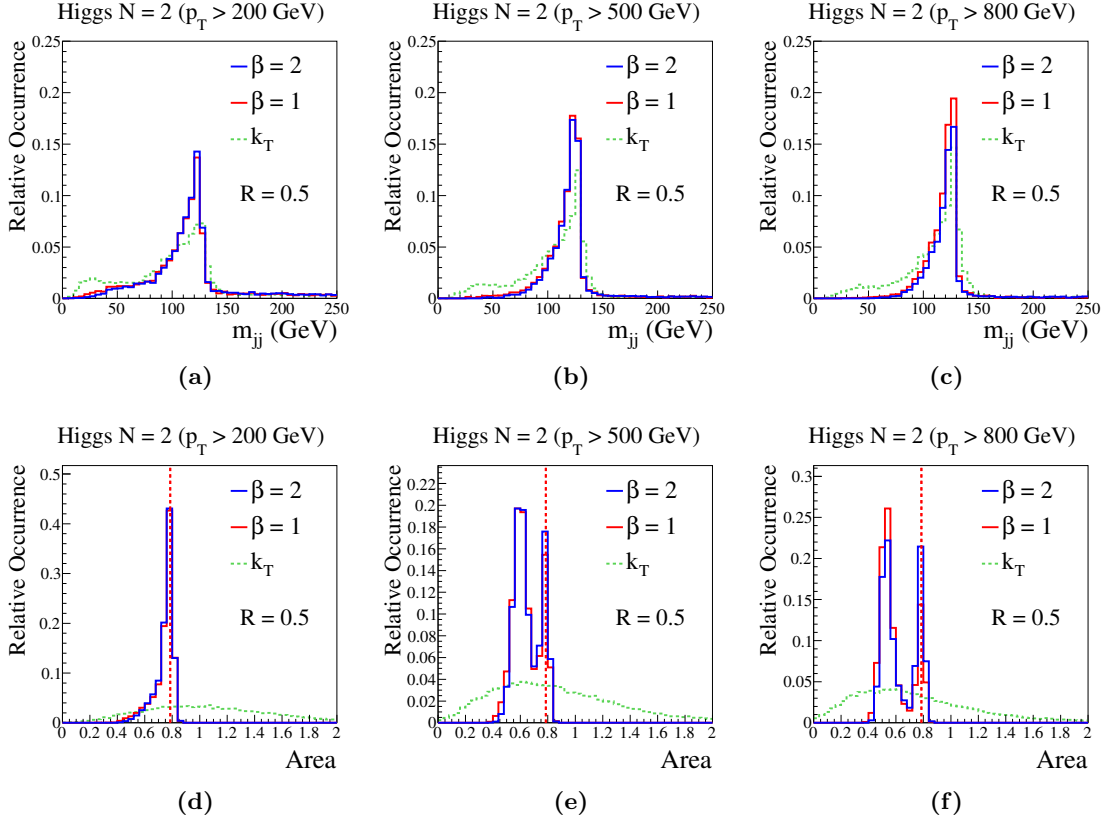 Higgs N = 2 (p_T > 200 GeV)
Relative Occurrence
0.25
0.2
0.15
0.1
0.05
0
β = 2
β = 1
k_T
R = 0.5
0 50 100 150 200 250
m_jj (GeV)
(a)
Higgs N = 2 (p_T > 500 GeV)
Relative Occurrence
0.25
0.2
0.15
0.1
0.05
0
β = 2
β = 1
k_T
R = 0.5
0 50 100 150 200 250
m_jj (GeV)
(b)
Higgs N = 2 (p_T > 800 GeV)
Relative Occurrence
0.25
0.2
0.15
0.1
0.05
0
β = 2
β = 1
k_T
R = 0.5
0 50 100 150 200 250
m_jj (GeV)
(c)
Higgs N = 2 (p_T > 200 GeV)
Relative Occurrence
0.5
0.4
0.3
0.2
0.1
0
β = 2
β = 1
k_T
R = 0.5
0 0.2 0.4 0.6 0.8 1 1.2 1.4 1.6 1.8 2
Area
(d)
Higgs N = 2 (p_T > 500 GeV)
Relative Occurrence
0.22
0.2
0.18
0.16
0.14
0.12
0.1
0.08
0.06
0.04
0.02
0
β = 2
β = 1
k_T
R = 0.5
0 0.2 0.4 0.6 0.8 1 1.2 1.4 1.6 1.8 2
Area
(e)
Higgs N = 2 (p_T > 800 GeV)
Relative Occurrence
0.3
0.25
0.2
0.15
0.1
0.05
0
β = 2
β = 1
k_T
R = 0.5
0 0.2 0.4 0.6 0.8 1 1.2 1.4 1.6 1.8 2
Area
(f)